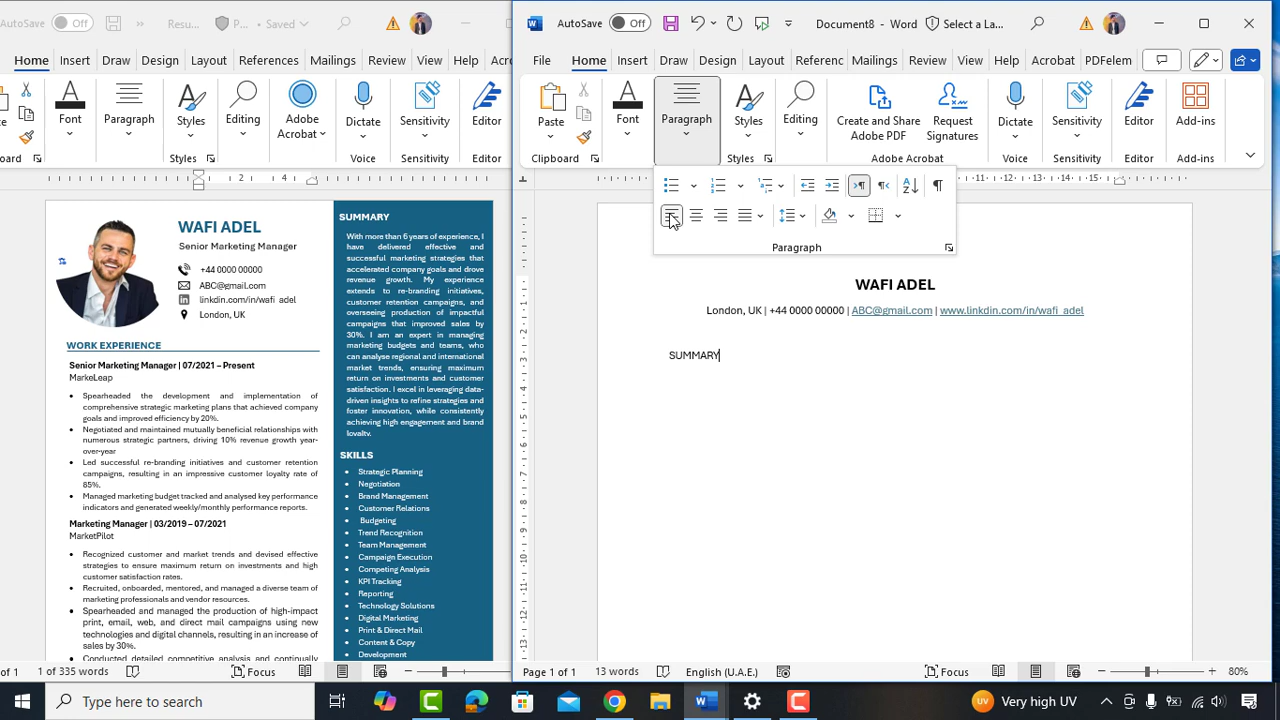 AutoSave Off P... • Saved
AutoSave Off Document8 - Word Select a La...
Home Insert Draw Design Layout References Mailings Review View Help
File Home Insert Draw Design Layout Referenc Mailings Review View Help Acrobat PDFelem
Font Paragraph Styles Editing Adobe Acrobat Dictate Sensitivity Editor
Styles Voice Sensitivity Editor
Paste Font Paragraph Styles Editing Create and Share Adobe PDF Request Signatures Dictate Sensitivity Editor Add-ins
Clipboard Styles Adobe Acrobat Voice Sensitivity Editor Add-ins
Paragraph
2 4
11 12 13 14 15
WAFI ADEL
Senior Marketing Manager
+44 0000 00000
ABC@gmail.com
linkdin.com/in/wafi_adel
London, UK
WORK EXPERIENCE
Senior Marketing Manager | 07/2021 – Present
MarkeLeap
• Spearheaded the development and implementation of
comprehensive strategic marketing plans that achieved company
goals and improved efficiency by 20%.
• Negotiated and maintained mutually beneficial relationships with
numerous strategic partners, driving 10% revenue growth year-
over-year
• Led successful re-branding initiatives and customer retention
campaigns, resulting in an impressive customer loyalty rate of
85%.
• Managed marketing budget tracked and analysed key performance
indicators and generated weekly/monthly performance reports.
Marketing Manager | 03/2019 – 07/2021
MarketPilot
• Recognized customer and market trends and devised effective
strategies to ensure maximum return on investments and high
customer satisfaction rates.
• Recruited, onboarded, mentored, and managed a diverse team of
marketing professionals and vendor resources.
• Spearheaded and managed the production of high-impact
print, email, web, and direct mail campaigns using new
technologies and digital channels, resulting in an increase of
sales by 30%.
• Conducted detailed competitive analysis and continually
SUMMARY
With more than 6 years of experience, I
have delivered effective and
successful marketing strategies that
accelerated company goals and drove
revenue growth. My experience
extends to re-branding initiatives,
customer retention campaigns, and
overseeing production of impactful
campaigns that improved sales by
30%. I am an expert in managing
marketing budgets and teams, who
can analyse regional and international
market trends, ensuring maximum
return on investments and customer
satisfaction. I excel in leveraging data-
driven insights to refine strategies and
foster innovation, while consistently
achieving high engagement and brand
loyalty.
SKILLS
• Strategic Planning
• Negotiation
• Brand Management
• Customer Relations
• Budgeting
• Trend Recognition
• Team Management
• Campaign Execution
• Competing Analysis
• KPI Tracking
• Reporting
• Technology Solutions
• Digital Marketing
• Print & Direct Mail
• Content & Copy
• Development
WAFI ADEL
London, UK | +44 0000 00000 | ABC@gmail.com | www.linkdin.com/in/wafi_adel
SUMMARY
1 of 335 words Focus
Page 1 of 1 13 words English (U.A.E.) Focus 80%
Type here to search
UV Very high UV